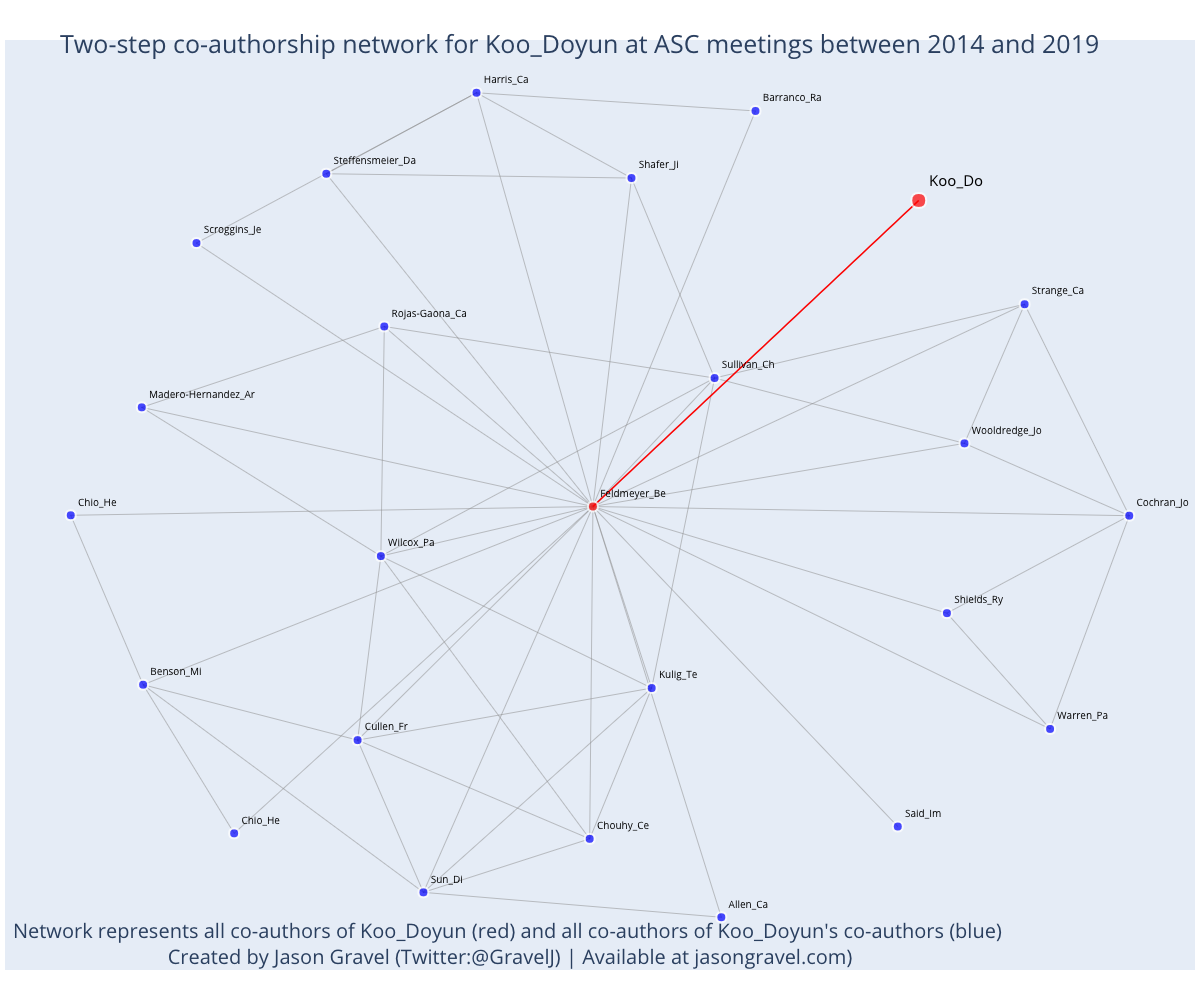 Two-step co-authorship network for Koo_Doyun at ASC meetings between 2014 and 2019
Harris_Ca
Barranco_Ra
Steffensmeier_Da
Shafer_Ji
Koo_Do
Scroggins_Je
Strange_Ca
Rojas-Gaona_Ca
Sullivan_Ch
Madero-Hernandez_Ar
Wooldredge_Jo
Feldmeyer_Be
Chio_He
Cochran_Jo
Wilcox_Pa
Shields_Ry
Benson_Mi
Kulig_Te
Warren_Pa
Cullen_Fr
Said_Im
Chio_He
Chouhy_Ce
Sun_Di
Allen_Ca
Network represents all co-authors of Koo_Doyun (red) and all co-authors of Koo_Doyun's co-authors (blue)
Created by Jason Gravel (Twitter:@GravelJ) | Available at jasongravel.com)